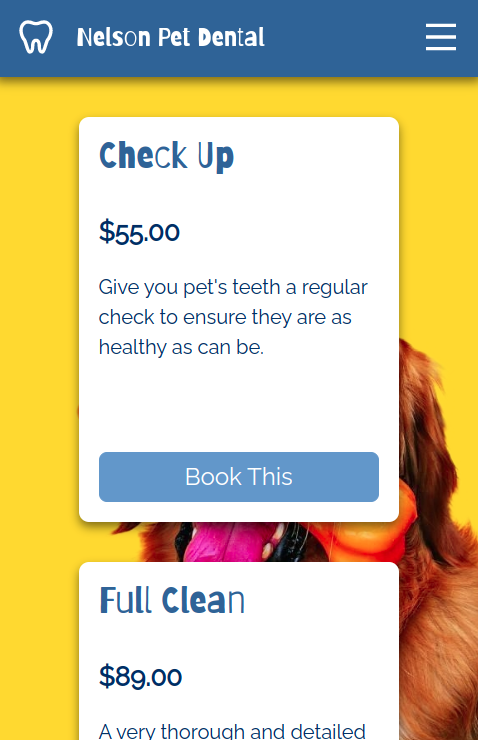 Nelson Pet Dental
Check Up
$55.00
Give you pet's teeth a regular
check to ensure they are as
healthy as can be.
Book This
Full Clean
$89.00
A very thorough and detailed